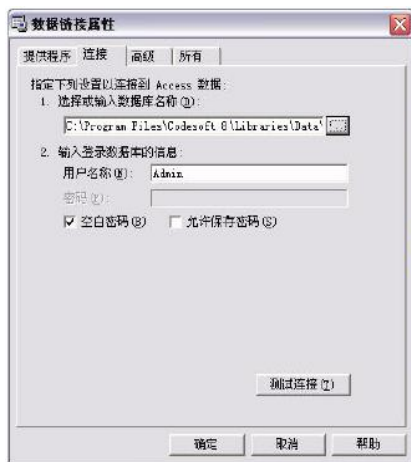 数据链接属性
提供程序 连接 高级 所有
指定下列设置以连接到 Access 数据:
1. 选择或输入数据库名称(D):
C:\Program Files\Codesoft 8\Libraries\Data\ ...
2. 输入登录数据库的信息:
用户名称(N): Admin
密码(P):
空白密码(B) 允许保存密码(S)
测试连接(T)
确定 取消 帮助